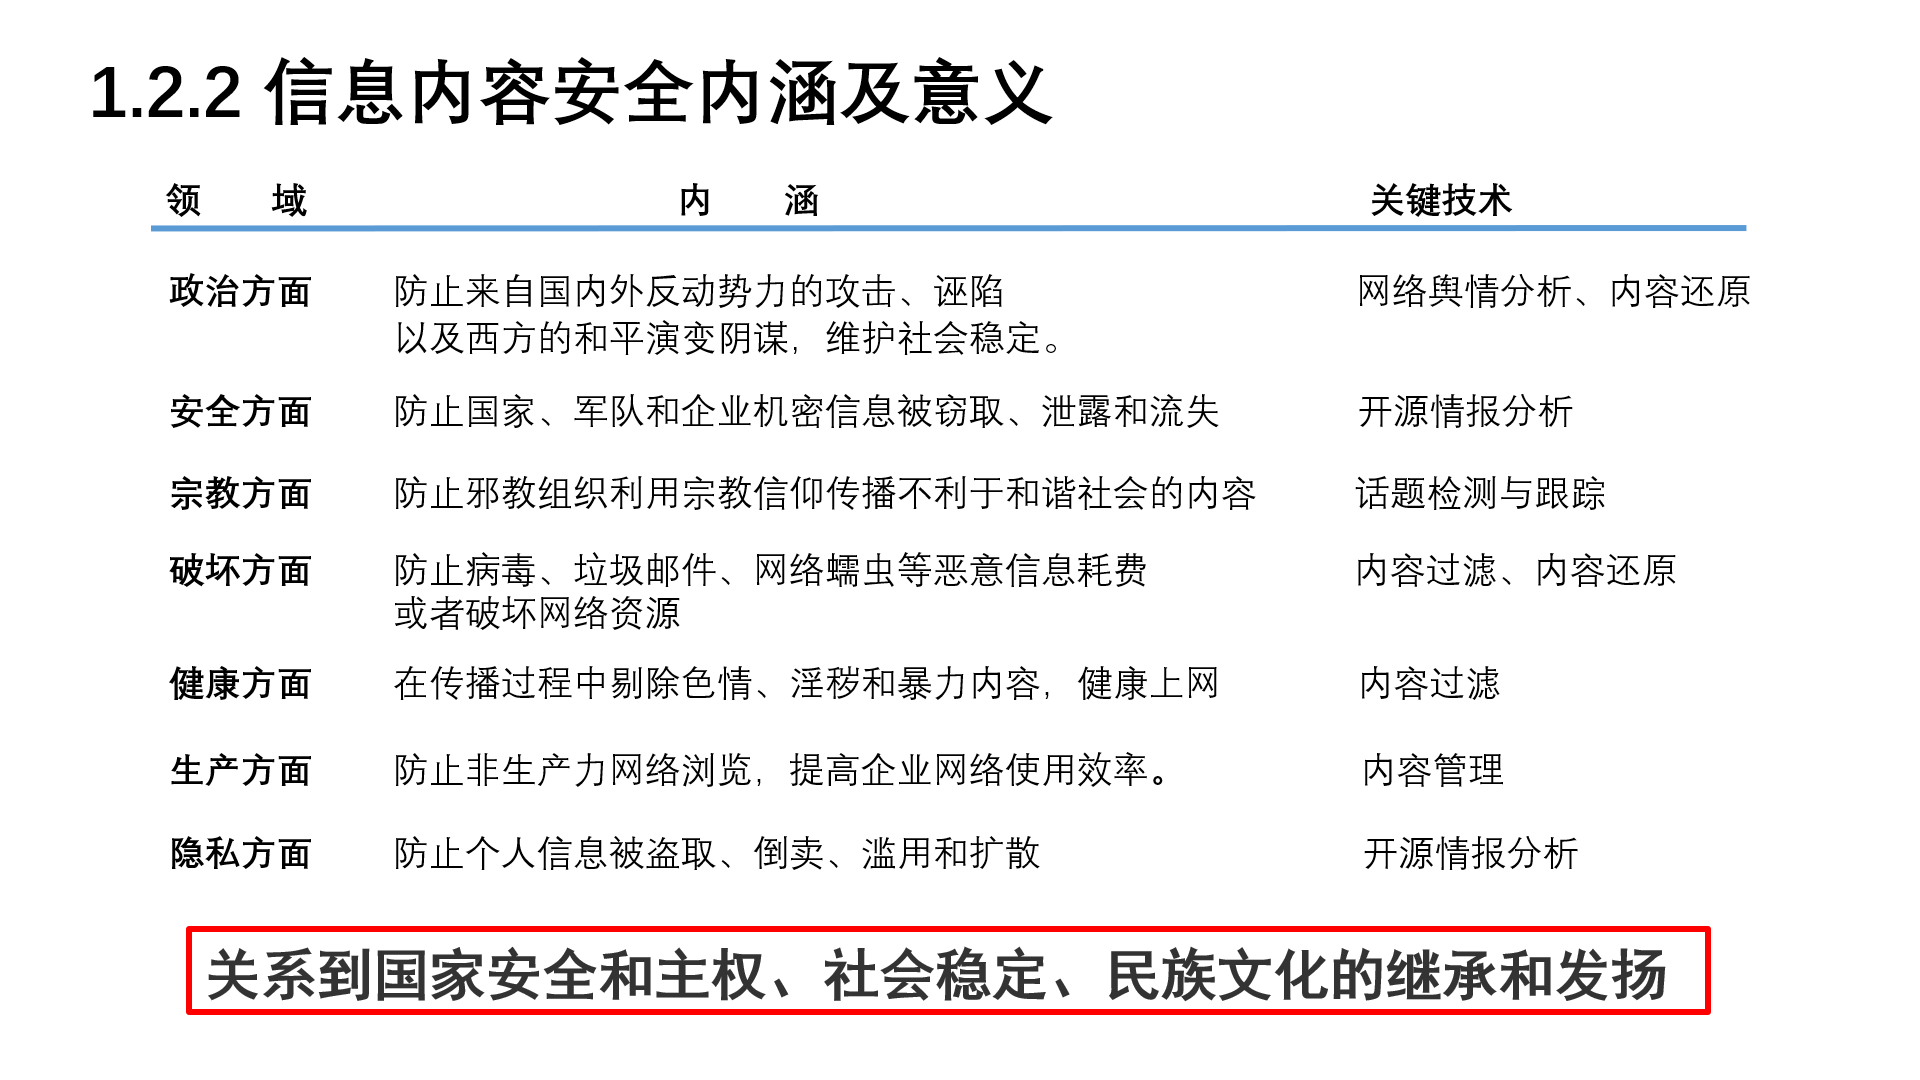 1.2.2 信息内容安全内涵及意义
领 域 内 涵 关键技术
政治方面 防止来自国内外反动势力的攻击、诬陷 网络舆情分析、内容还原
以及西方的和平演变阴谋，维护社会稳定。
安全方面 防止国家、军队和企业机密信息被窃取、泄露和流失 开源情报分析
宗教方面 防止邪教组织利用宗教信仰传播不利于和谐社会的内容 话题检测与跟踪
破坏方面 防止病毒、垃圾邮件、网络蠕虫等恶意信息耗费 内容过滤、内容还原
或者破坏网络资源
健康方面 在传播过程中剔除色情、淫秽和暴力内容，健康上网 内容过滤
生产方面 防止非生产力网络浏览，提高企业网络使用效率。 内容管理
隐私方面 防止个人信息被盗取、倒卖、滥用和扩散 开源情报分析
关系到国家安全和主权、社会稳定、民族文化的继承和发扬